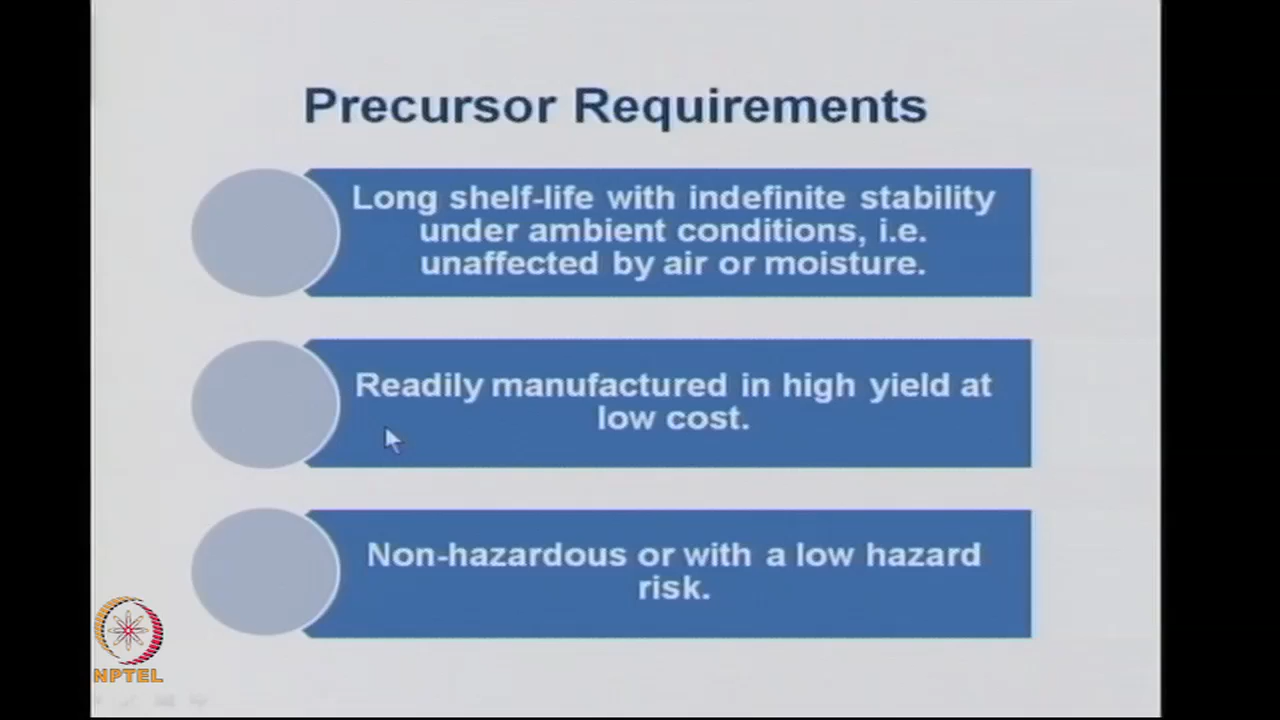 Precursor Requirements
Long shelf-life with indefinite stability
under ambient conditions, i.e.
unaffected by air or moisture.
Readily manufactured in high yield at
low cost.
Non-hazardous or with a low hazard
risk.
NPTEL